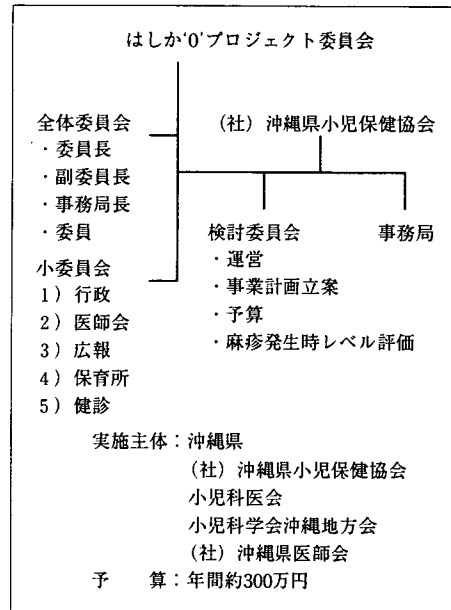 はしか‘0’プロジェクト委員会
全体委員会
・委員長
・副委員長
・事務局長
・委員
小委員会
1）行政
2）医師会
3）広報
4）保育所
5）健診
（社）沖縄県小児保健協会
検討委員会
・運営
・事業計画立案
・予算
・麻疹発生時レベル評価
事務局
実施主体：沖縄県
（社）沖縄県小児保健協会
小児科医会
小児科学会沖縄地方会
（社）沖縄県医師会
予　算：年間約300万円